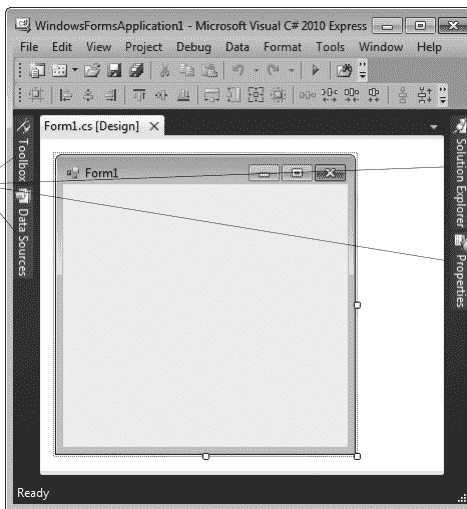 WindowsFormsApplication1 - Microsoft Visual C# 2010 Express
File Edit View Project Debug Data Format Tools Window Help
Form1.cs [Design]
Toolbox
Data Sources
Form1
Solution Explorer
Properties
Ready